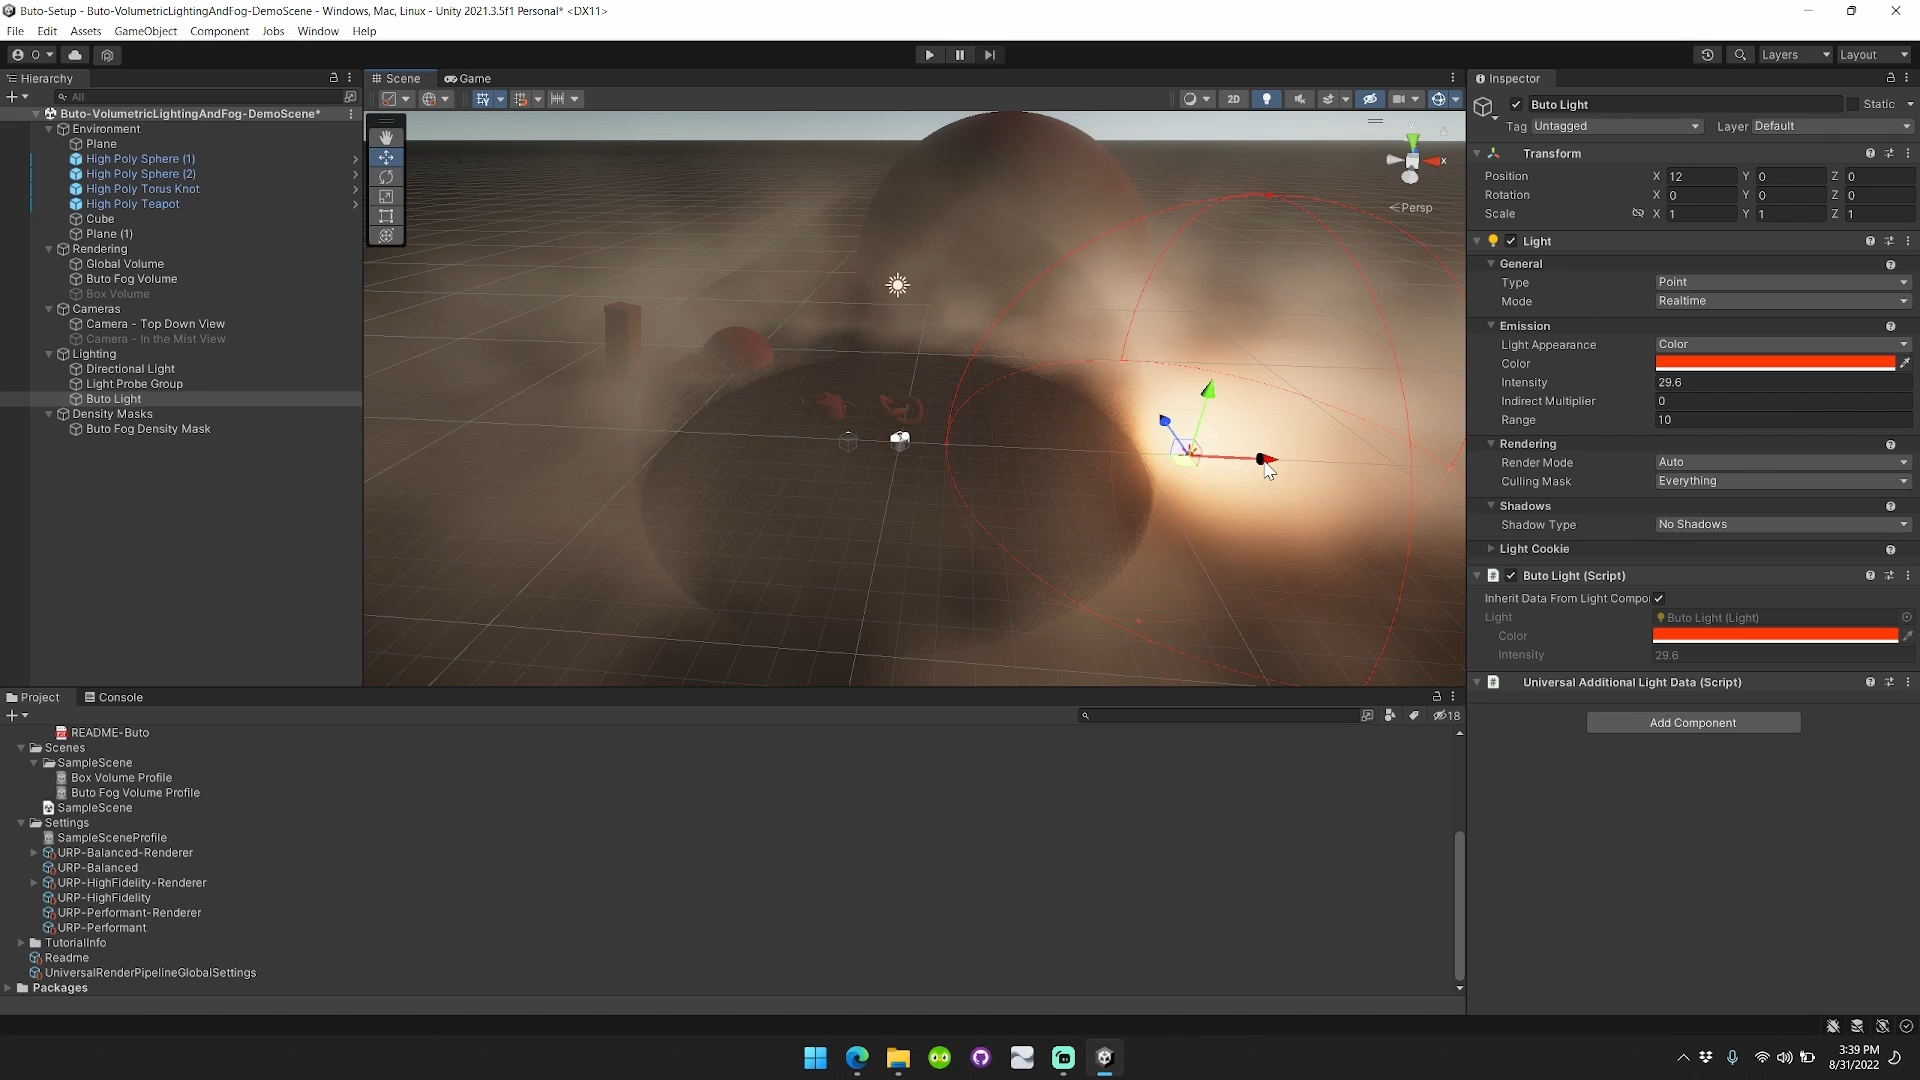 Buto-Setup - Buto-VolumetricLightingAndFog-DemoScene - Windows, Mac, Linux - Unity 2021.3.5f1 Personal* <DX11>
File Edit Assets GameObject Component Jobs Window Help
O
Layers Layout
Hierarchy
All
Buto-VolumetricLightingAndFog-DemoScene*
Environment
Plane
High Poly Sphere (1)
High Poly Sphere (2)
High Poly Torus Knot
High Poly Teapot
Cube
Plane (1)
Rendering
Global Volume
Buto Fog Volume
Box Volume
Cameras
Camera - Top Down View
Camera - In the Mist View
Lighting
Directional Light
Light Probe Group
Buto Light
Density Masks
Buto Fog Density Mask
Scene Game
2D
x
Persp
Inspector
Buto Light Static
Tag Untagged Layer Default
Transform
Position X 12 Y 0 Z 0
Rotation X 0 Y 0 Z 0
Scale X 1 Y 1 Z 1
Light
General
Type Point
Mode Realtime
Emission
Light Appearance Color
Color
Intensity 29.6
Indirect Multiplier 0
Range 10
Rendering
Render Mode Auto
Culling Mask Everything
Shadows
Shadow Type No Shadows
Light Cookie
Buto Light (Script)
Inherit Data From Light Compo
Light Buto Light (Light)
Color
Intensity 29.6
Universal Additional Light Data (Script)
Add Component
Project Console
18
README-Buto
Scenes
SampleScene
Box Volume Profile
Buto Fog Volume Profile
SampleScene
Settings
SampleSceneProfile
URP-Balanced-Renderer
URP-Balanced
URP-HighFidelity-Renderer
URP-HighFidelity
URP-Performant-Renderer
URP-Performant
TutorialInfo
Readme
UniversalRenderPipelineGlobalSettings
Packages
3:39 PM
8/31/2022